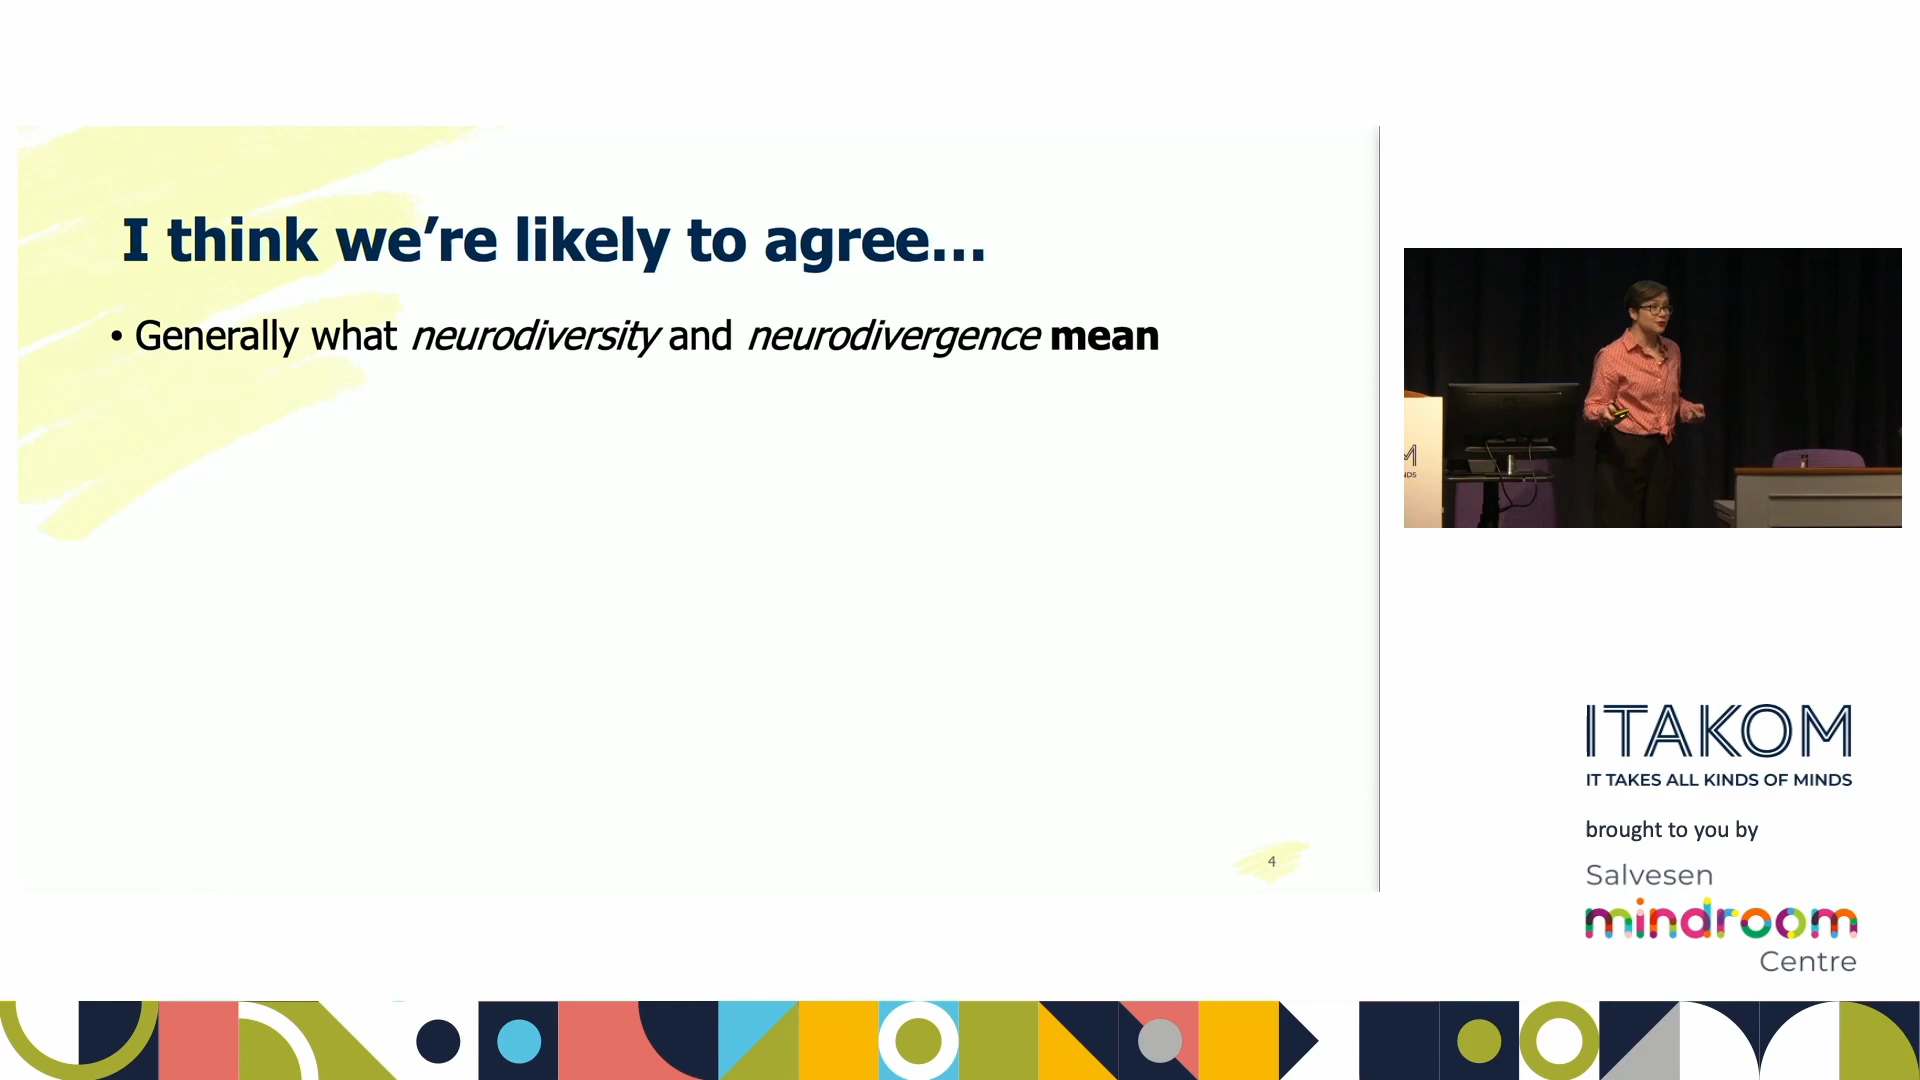 I think we're likely to agree...
• Generally what neurodiversity and neurodivergence mean
4
M
NDS
ITAKOM
IT TAKES ALL KINDS OF MINDS
brought to you by
Salvesen
mindroom
Centre